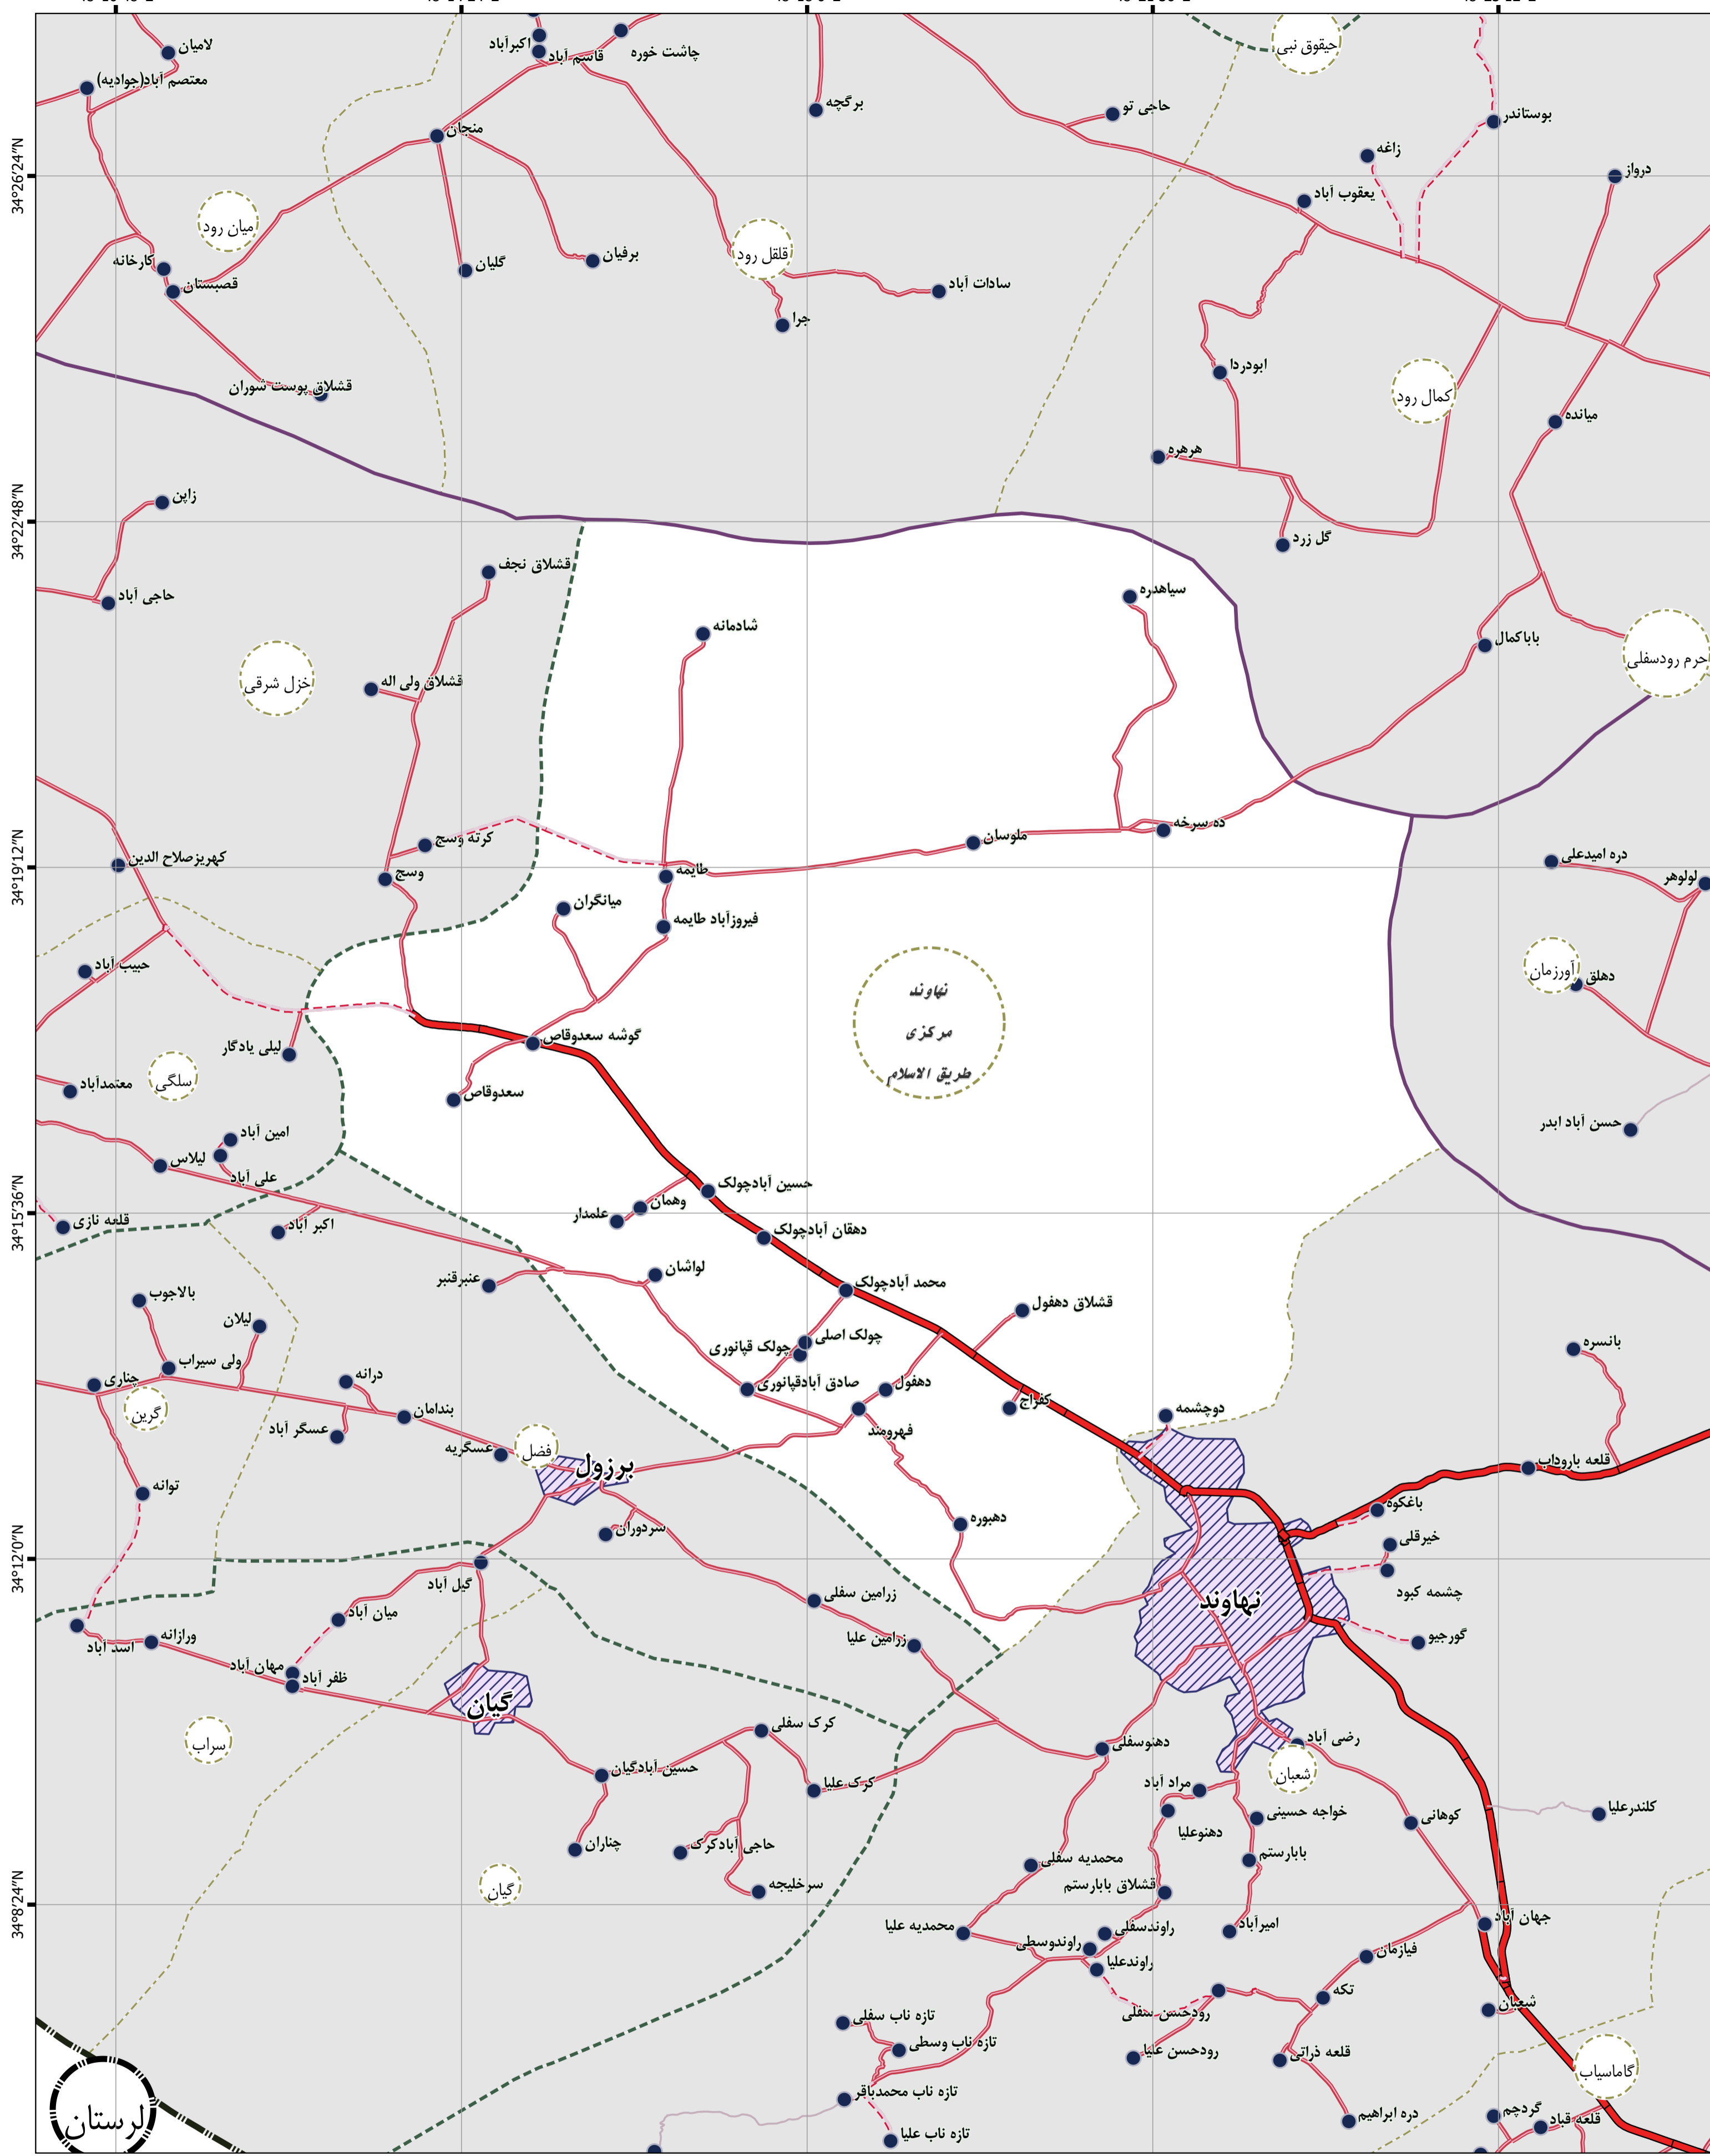 حیقوق نبی
لامیان
اکبرآباد
قاسم آباد
چاشت خوره
معتصم آباد(جوادیه)
برگچه
حاجی تو
بوستاندر
منجان
زاغه
درواز
34°26'24"N
یعقوب آباد
میان رود
قلقل رود
کارخانه
گلیان
برفیان
قصبستان
سادات آباد
جرا
ابودردا
قشلاق پوست شوران
کمال رود
میانده
هرهره
زاپن
34°22'48"N
گل زرد
قشلاق نجف
سیاهدره
حاجی آباد
شادمانه
باباکمال
حرم رودسفلی
خزل شرقی
قشلاق ولی اله
ده سرخه
ملوسان
کرته وسج
کهریزصلاح الدین
34°19'12"N
دره امیدعلی
وسج
طایمه
لولوهر
میانگران
فیروزآباد طایمه
حبیب آباد
آورزمان
دهلق
نهاوند
مرکزی
طریق الاسلام
گوشه سعدوقاص
لیلی یادگار
سلگی
معتمدآباد
سعدوقاص
حسن آباد ابدر
امین آباد
لیلاس
علی آباد
حسین آبادچولک
وهمان
علمدار
34°15'36"N
قلعه نازی
اکبر آباد
دهقان آبادچولک
لواشان
عنبرقنبر
محمد آبادچولک
بالاجوب
قشلاق دهفول
لیلان
چولک اصلی
چولک قپانوری
بانسره
ولی سیراب
چناری
درانه
صادق آبادقپانوری
دهفول
کفراج
گرین
بندامان
دوچشمه
عسگر آباد
فهرومند
عسگریه
فضل
برزول
قلعه باروداب
توانه
باغکوه
دهبوره
سردوران
خیرقلی
34°12'0"N
گیل آباد
چشمه کبود
زرامین سفلی
نهاوند
میان آباد
اسد آباد
ورازانه
زرامین علیا
گورجیو
مهان آباد
ظفر آباد
گیان
کرک سفلی
سراب
دهنوسفلی
رضی آباد
حسین آبادگیان
شعبان
کرک علیا
مراد آباد
کلندرعلیا
خواجه حسینی
کوهانی
دهنوعلیا
چناران
حاجی آبادکرک
بابارستم
محمدیه سفلی
گیان
سرخلیجه
قشلاق بابارستم
34°8'24"N
محمدیه علیا
راوندسفلی
امیرآباد
جهان آباد
راوندوسطی
فیازمان
راوندعلیا
تکه
شعبان
تازه ناب سفلی
رودحسن سفلی
تازه ناب وسطی
رودحسن علیا
قلعه ذراتی
گاماسیاب
تازه ناب محمدباقر
لرستان
دره ابراهیم
گردچم
قلعه قباد
تازه ناب علیا